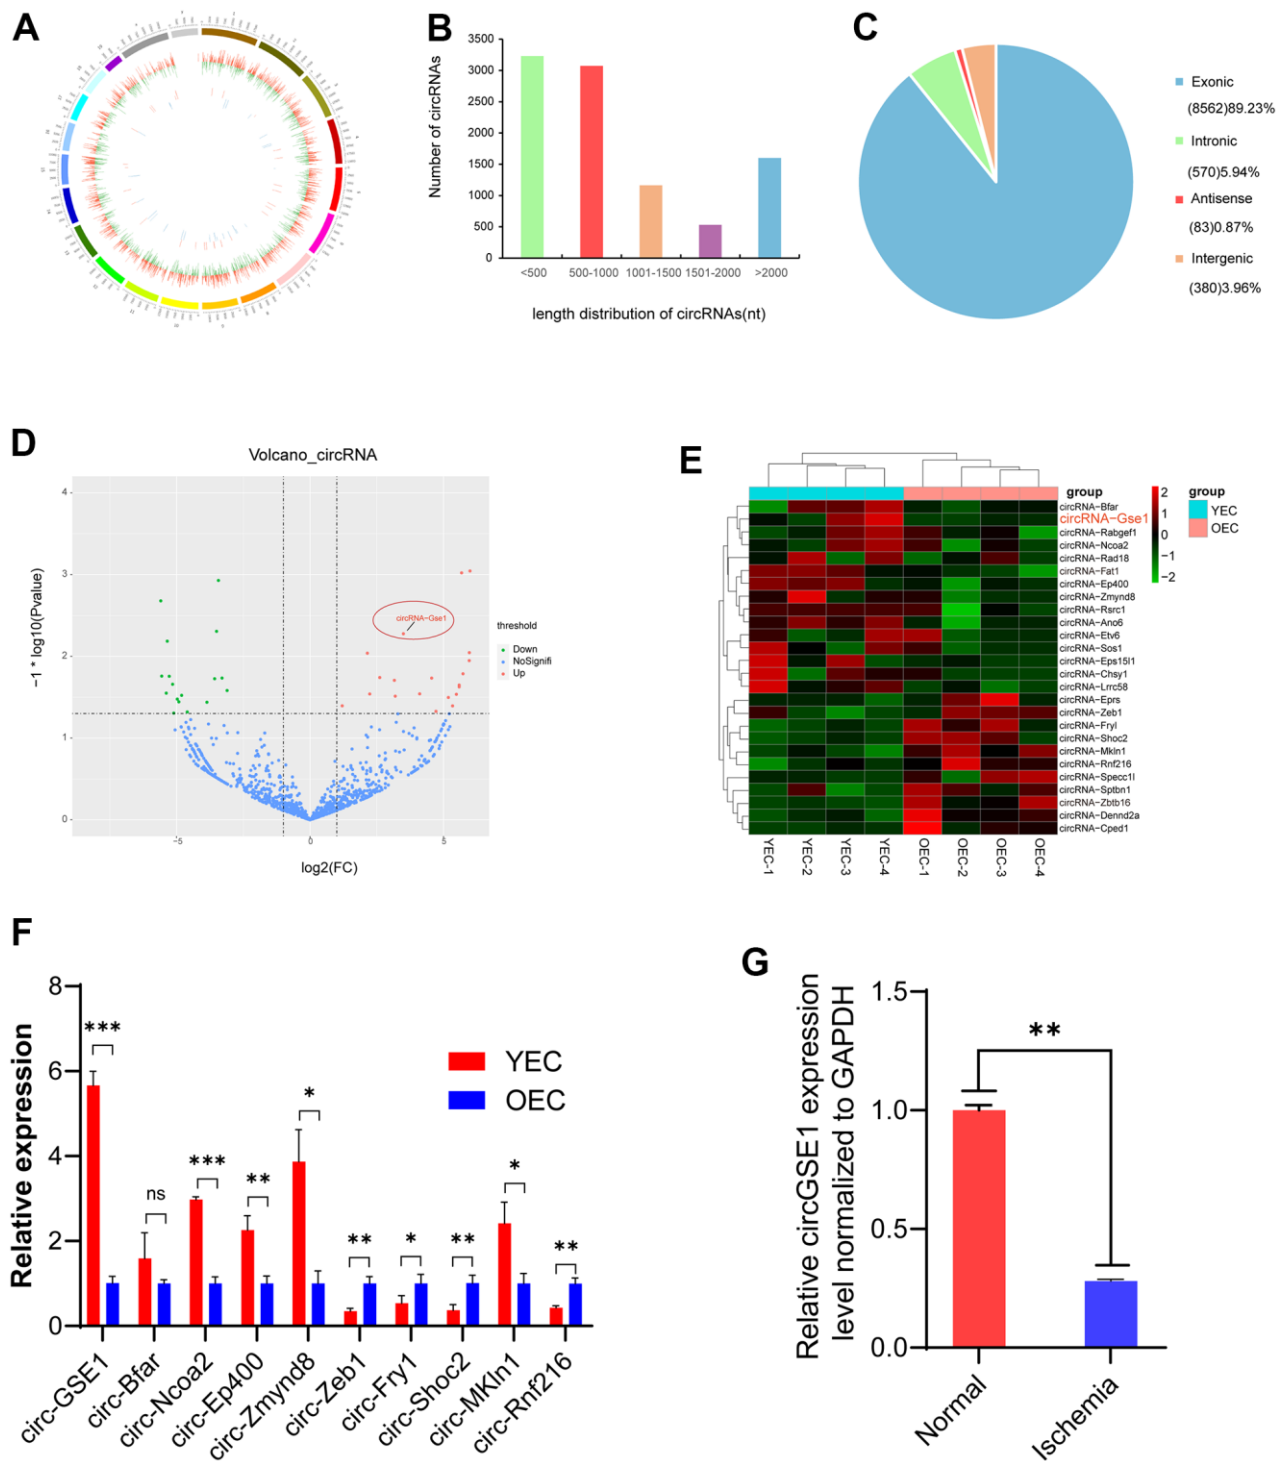 A
B
3500
3000
2500
2000
1500
1000
500
0
Number of circRNAs
<500
500-1000
1001-1500
1501-2000
>2000
length distribution of circRNAs(nt)
C
Exonic
(8562)89.23%
Intronic
(570)5.94%
Antisense
(83)0.87%
Intergenic
(380)3.96%
D
Volcano_circRNA
4
3
2
1
0
−1 * log10(Pvalue)
circRNA−Gse1
threshold
Down
NoSignifi
Up
−5
0
5
log2(FC)
E
group
circRNA−Bfar
circRNA−Gse1
circRNA−Rabgef1
circRNA−Ncoa2
circRNA−Rad18
circRNA−Fat1
circRNA−Ep400
circRNA−Zmynd8
circRNA−Rsrc1
circRNA−Ano6
circRNA−Etv6
circRNA−Sos1
circRNA−Eps15l1
circRNA−Chsy1
circRNA−Lrrc58
circRNA−Eprs
circRNA−Zeb1
circRNA−Fryl
circRNA−Shoc2
circRNA−Mkln1
circRNA−Rnf216
circRNA−Specc1l
circRNA−Sptbn1
circRNA−Zbtb16
circRNA−Dennd2a
circRNA−Cped1
2
1
0
−1
−2
group
YEC
OEC
YEC-1
YEC-2
YEC-3
YEC-4
OEC-1
OEC-2
OEC-3
OEC-4
F
8
6
4
2
0
Relative expression
***
ns
***
**
*
**
*
**
*
**
YEC
OEC
circ-GSE1
circ-Bfar
circ-Ncoa2
circ-Ep400
circ-Zmynd8
circ-Zeb1
circ-Fry1
circ-Shoc2
circ-MKln1
circ-Rnf216
G
Relative circGSE1 expression
level normalized to GAPDH
1.5
1.0
0.5
0.0
**
Normal
Ischemia